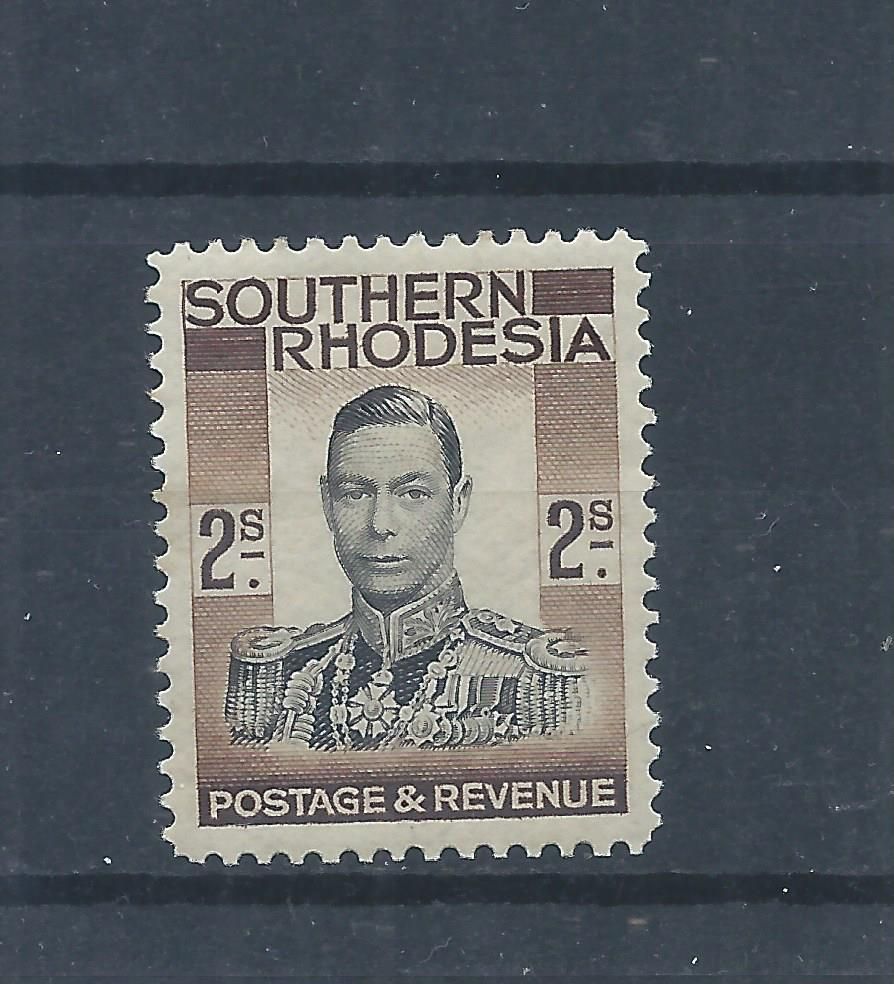 SOUTHERN
RHODESIA
2s/-. 2s/-.
POSTAGE & REVENUE